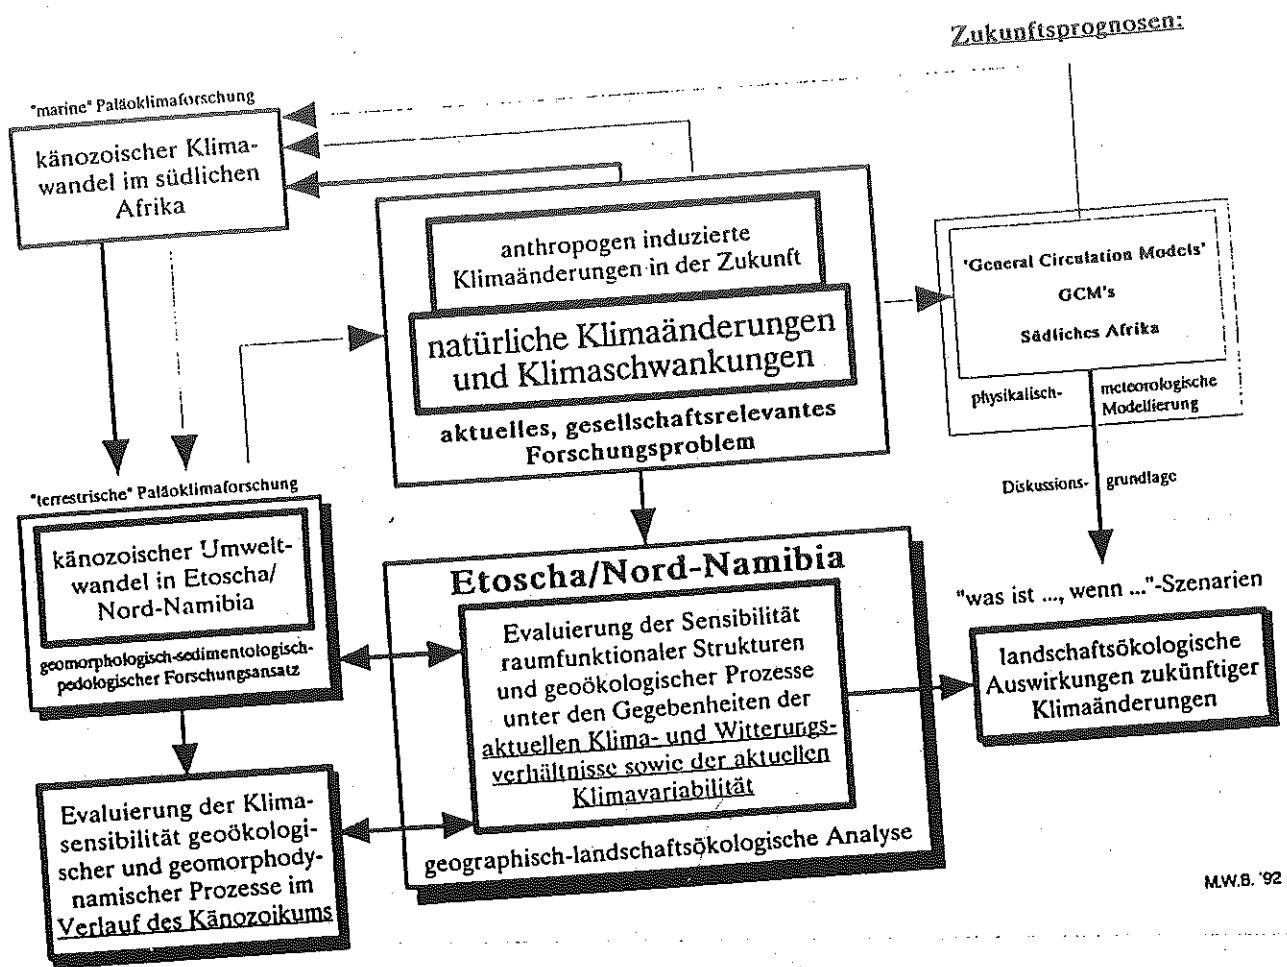 Zukunftsprognosen:
"marine" Paläoklimaforschung
känozoischer Klima-
wandel im südlichen
Afrika
anthropogen induzierte
Klimaänderungen in der Zukunft
natürliche Klimaänderungen
und Klimaschwankungen
aktuelles, gesellschaftsrelevantes
Forschungsproblem
'General Circulation Models'
GCM's
Südliches Afrika
physikalisch- meteorologische
Modellierung
Diskussions- grundlage
"was ist ..., wenn ..."-Szenarien
landschaftsökologische
Auswirkungen zukünftiger
Klimaänderungen
"terrestrische" Paläoklimaforschung
känozoischer Umwelt-
wandel in Etoscha/
Nord-Namibia
geomorphologisch-sedimentologisch-
pedologischer Forschungsansatz
Etoscha/Nord-Namibia
Evaluierung der Sensibilität
raumfunktionaler Strukturen
und geoökologischer Prozesse
unter den Gegebenheiten der
aktuellen Klima- und Witterungs-
verhältnisse sowie der aktuellen
Klimavariabilität
geographisch-landschaftsökologische Analyse
Evaluierung der Klima-
sensibilität geoökologi-
scher und geomorphody-
namischer Prozesse im
Verlauf des Känozoikums
M.W.B. '92